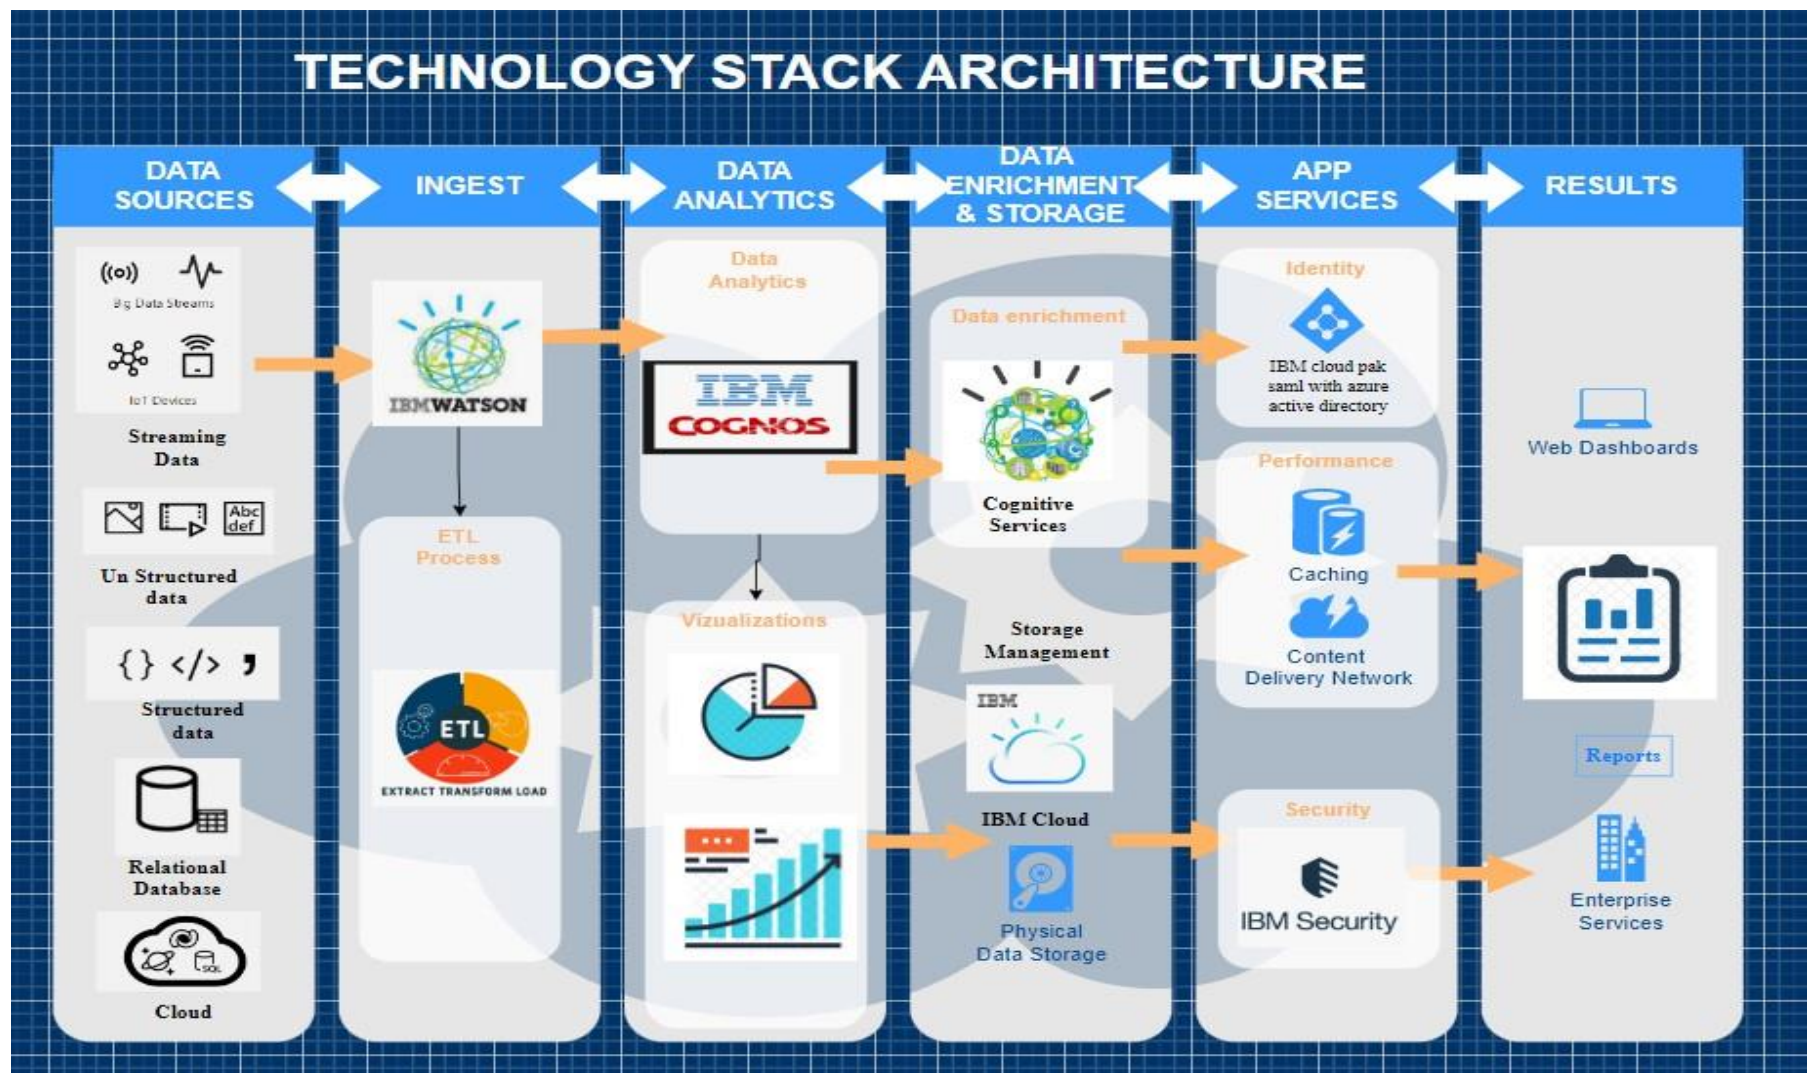 TECHNOLOGY STACK ARCHITECTURE
DATA
SOURCES
INGEST
DATA
ANALYTICS
DATA
ENRICHMENT
& STORAGE
APP
SERVICES
RESULTS
Big Data Streams
IoT Devices
Streaming
Data
Abc
def
Un Structured
data
{ } </> ,
Structured
data
Relational
Database
SQL
Cloud
IBMWATSON
ETL
Process
ETL
EXTRACT TRANSFORM LOAD
Data
Analytics
IBM
COGNOS
Vizualizations
Data enrichment
Cognitive
Services
Storage
Management
IBM
IBM Cloud
Physical
Data Storage
Identity
IBM cloud pak
saml with azure
active directory
Performance
Caching
Content
Delivery Network
Security
IBM Security
Web Dashboards
Reports
Enterprise
Services